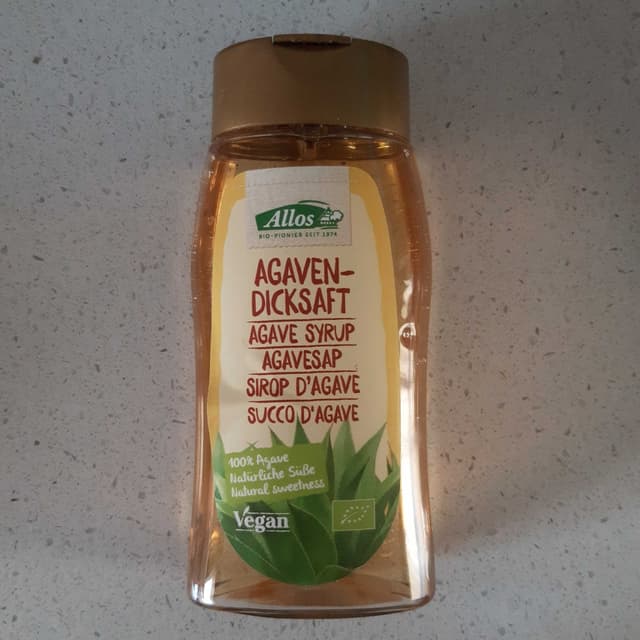 Allos
BIO-PIONIER SEIT 1974
AGAVEN-
DICKSAFT
AGAVE SYRUP
AGAVESAP
SIROP D'AGAVE
SUCCO D'AGAVE
100% Agave
Natürliche Süße
Natural sweetness
Vegan